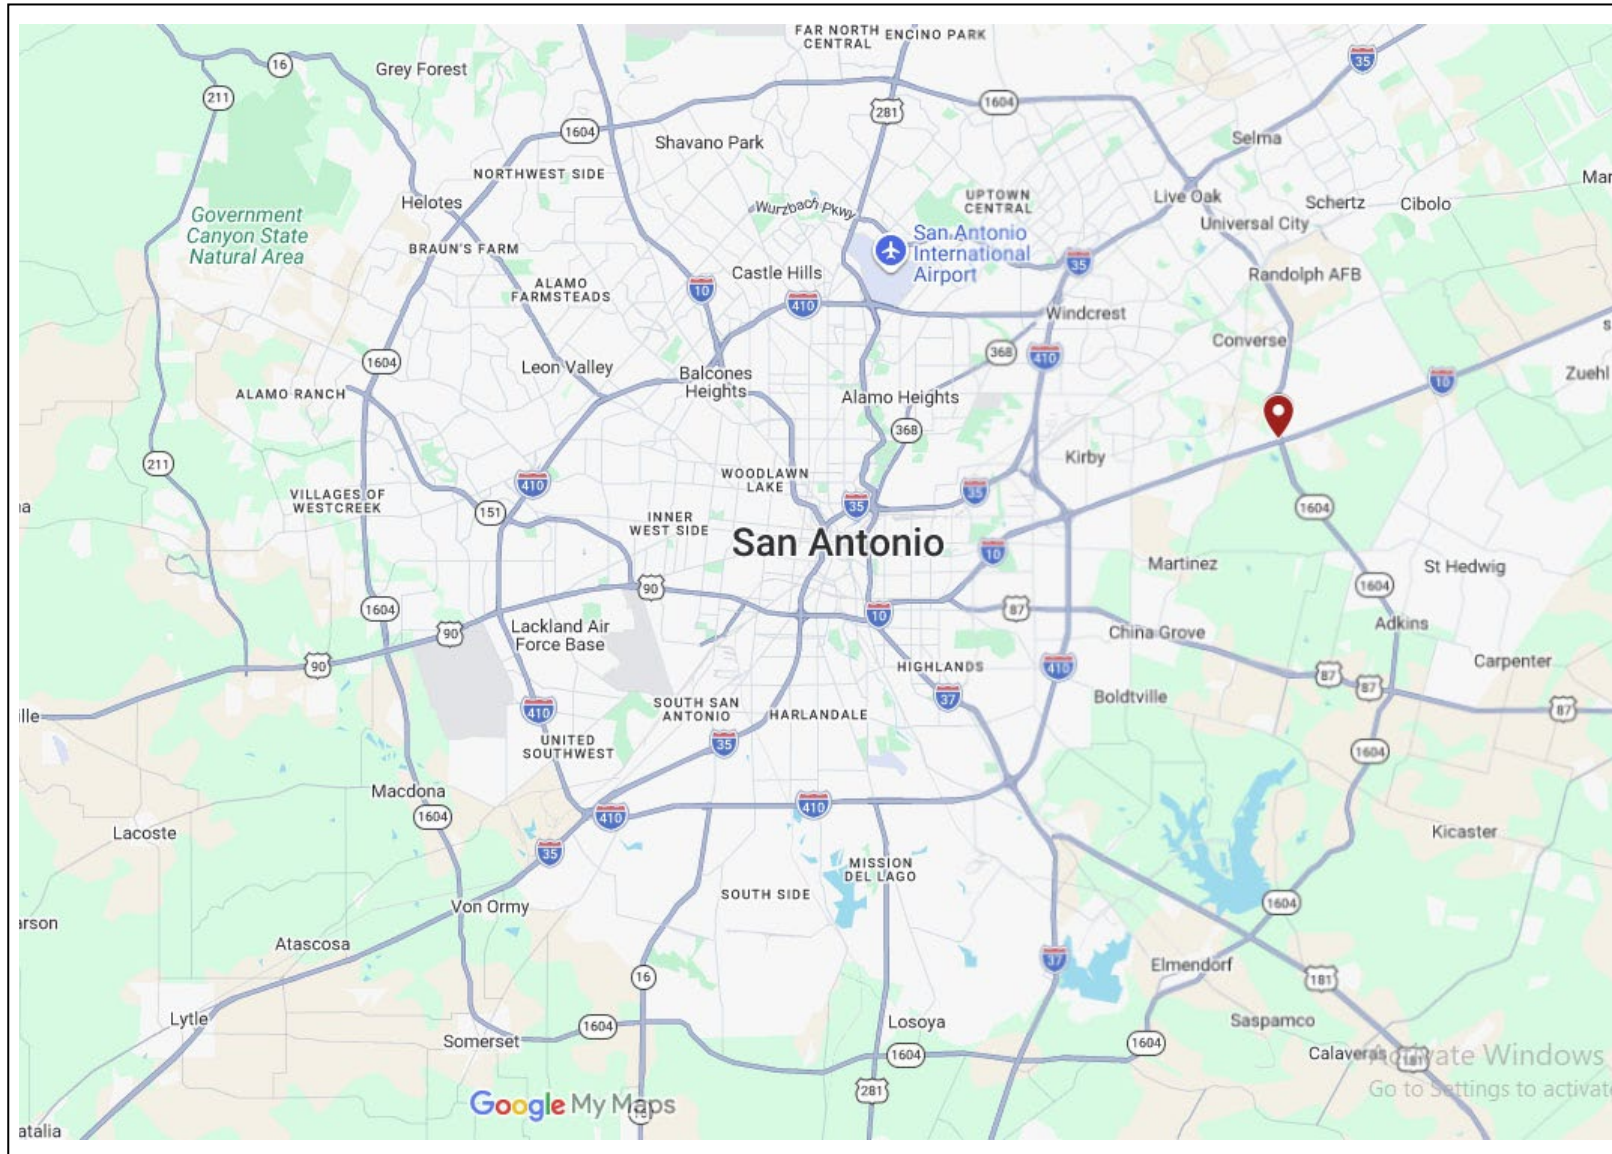 FAR NORTH
CENTRAL
ENCINO PARK
35
16
Grey Forest
211
281
1604
1604
Shavano Park
Selma
NORTHWEST SIDE
Helotes
UPTOWN
CENTRAL
Live Oak
Schertz
Cibolo
Mar
Wurzbach Pkwy
Government
Canyon State
Natural Area
Universal City
BRAUN'S FARM
San Antonio
International
Airport
35
Castle Hills
Randolph AFB
ALAMO
FARMSTEADS
10
410
Windcrest
s
Converse
368
410
1604
Leon Valley
Balcones
Heights
10
Zuehl
ALAMO RANCH
Alamo Heights
368
211
Kirby
WOODLAWN
LAKE
410
35
35
VILLAGES OF
WESTCREEK
151
1604
na
INNER
WEST SIDE
San Antonio
10
Martinez
St Hedwig
90
1604
1604
10
87
Adkins
90
Lackland Air
Force Base
China Grove
90
HIGHLANDS
410
87
87
Carpenter
37
Boldtville
410
SOUTH SAN
ANTONIO
HARLANDALE
87
ille
35
UNITED
SOUTHWEST
1604
Macdona
410
410
1604
Lacoste
Kicaster
35
MISSION
DEL LAGO
SOUTH SIDE
1604
Von Ormy
arson
Atascosa
37
Elmendorf
16
181
Lytle
1604
Losoya
Saspamco
Somerset
1604
1604
Calaveras
181
Activate Windows
Go to Settings to activate
281
Google My Maps
16
atalia